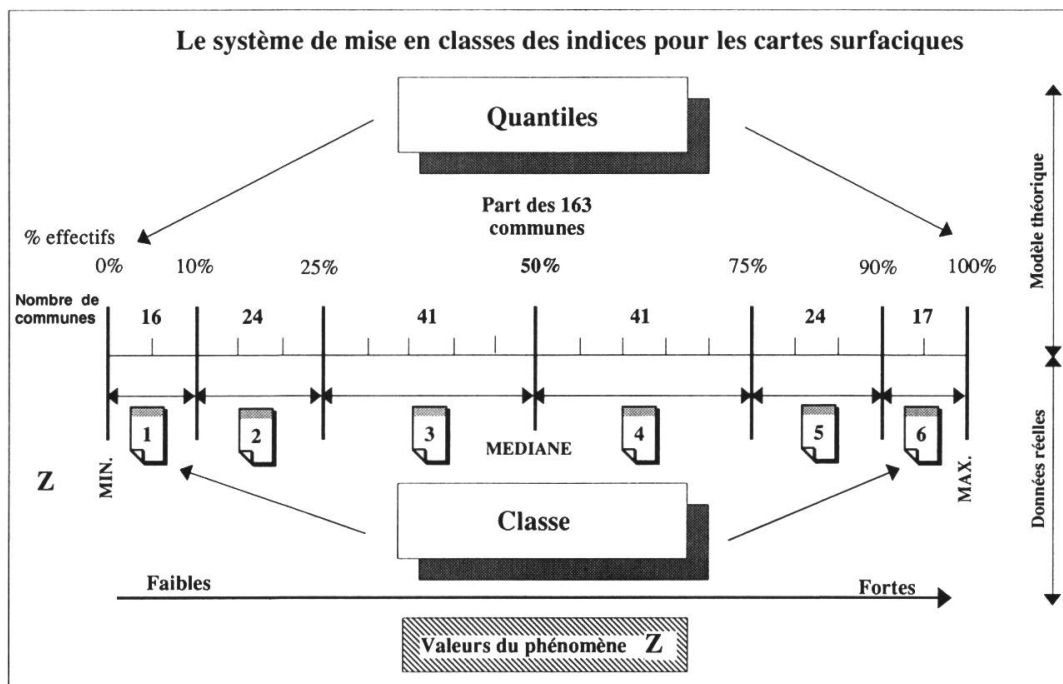 Le système de mise en classes des indices pour les cartes surfaciques
Quantiles
Part des 163
communes
% effectifs
0% 10% 25% 50% 75% 90% 100%
Nombre de
communes
16 24 41 41 24 17
1 2 3 4 5 6
MEDIANE
Z
MIN.
MAX.
Classe
Faibles
Fortes
Valeurs du phénomène Z
Modèle théorique
Données réelles